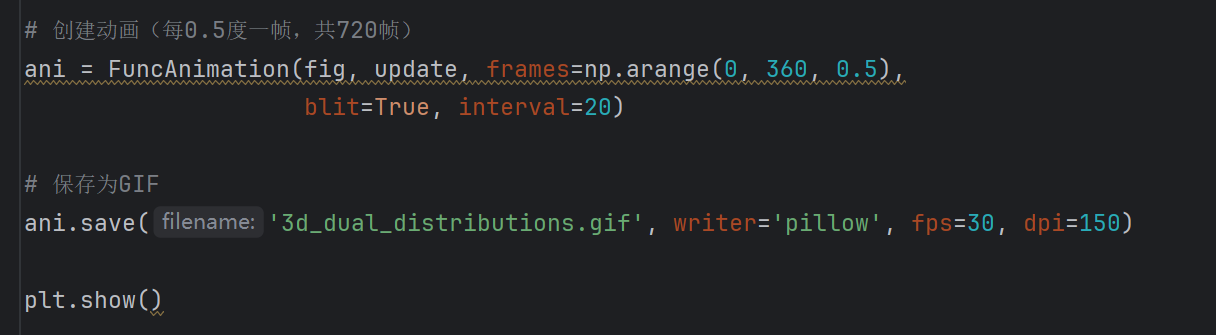 # 创建动画（每0.5度一帧，共720帧）
ani = FuncAnimation(fig, update, frames=np.arange(0, 360, 0.5),
blit=True, interval=20)
# 保存为GIF
ani.save( filename: '3d_dual_distributions.gif', writer='pillow', fps=30, dpi=150)
plt.show()